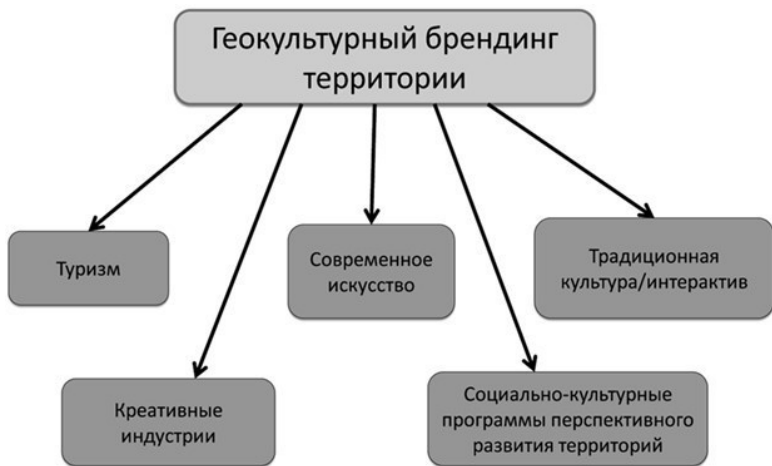 Геокультурный брендинг
территории
Туризм
Современное
искусство
Традиционная
культура/интерактив
Креативные
индустрии
Социально-культурные
программы перспективного
развития территорий